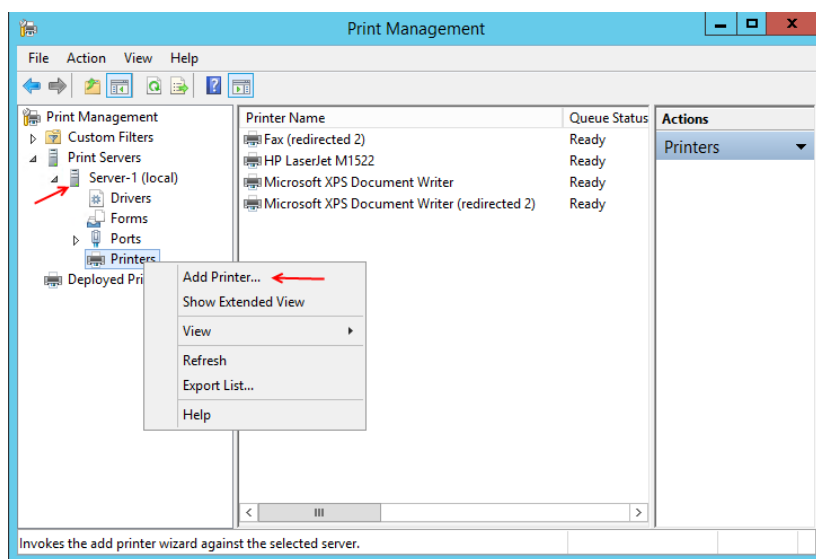 Print Management
File Action View Help
Print Management
Custom Filters
Print Servers
Server-1 (local)
Drivers
Forms
Ports
Printers
Deployed Pri
Printer Name Queue Status
Fax (redirected 2) Ready
HP LaserJet M1522 Ready
Microsoft XPS Document Writer Ready
Microsoft XPS Document Writer (redirected 2) Ready
Actions
Printers
Add Printer...
Show Extended View
View
Refresh
Export List...
Help
Invokes the add printer wizard against the selected server.